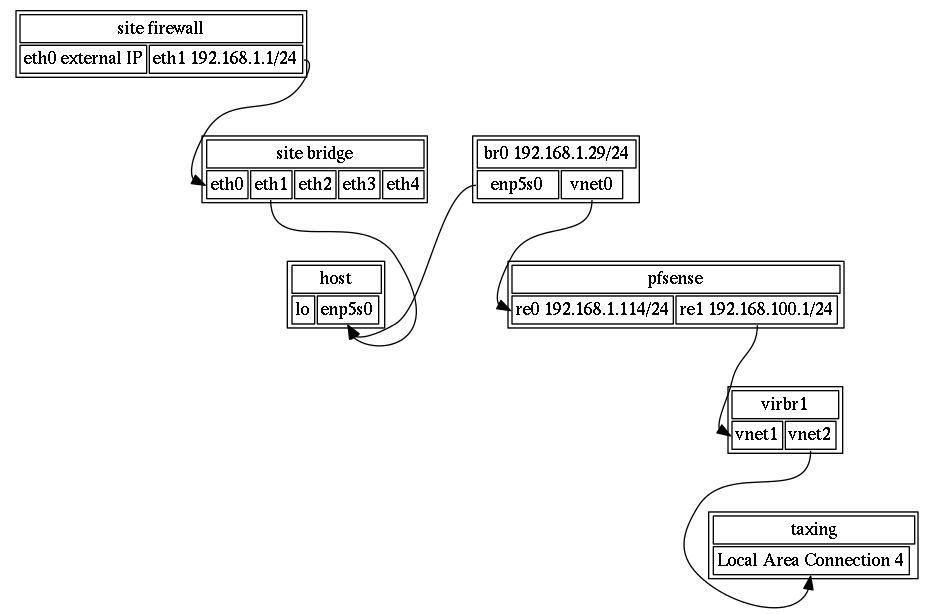 site firewall
eth0 external IP eth1 192.168.1.1/24
site bridge
eth0 eth1 eth2 eth3 eth4
br0 192.168.1.29/24
enp5s0 vnet0
host
lo enp5s0
pfsense
re0 192.168.1.114/24 re1 192.168.100.1/24
virbr1
vnet1 vnet2
taxing
Local Area Connection 4